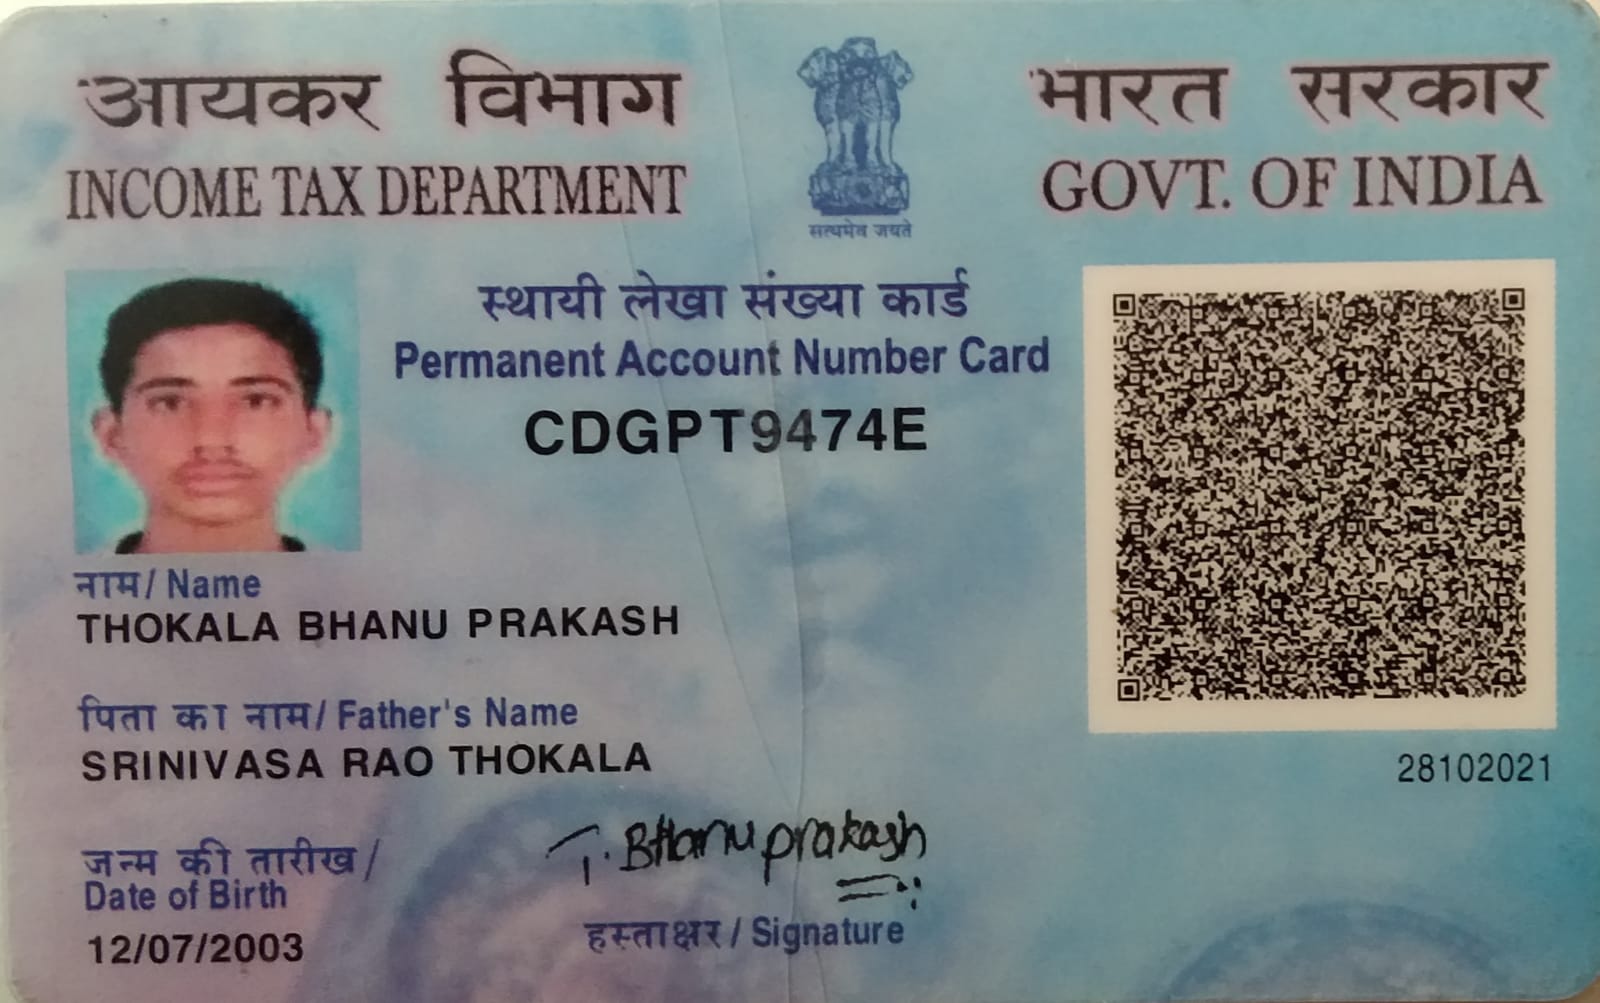 आयकर विभाग
INCOME TAX DEPARTMENT
सत्यमेव जयते
भारत सरकार
GOVT. OF INDIA
स्थायी लेखा संख्या कार्ड
Permanent Account Number Card
CDGPT9474E
नाम / Name
THOKALA BHANU PRAKASH
पिता का नाम / Father's Name
SRINIVASA RAO THOKALA
28102021
जन्म की तारीख /
Date of Birth
12/07/2003
T. Bhanu prakash
हस्ताक्षर / Signature